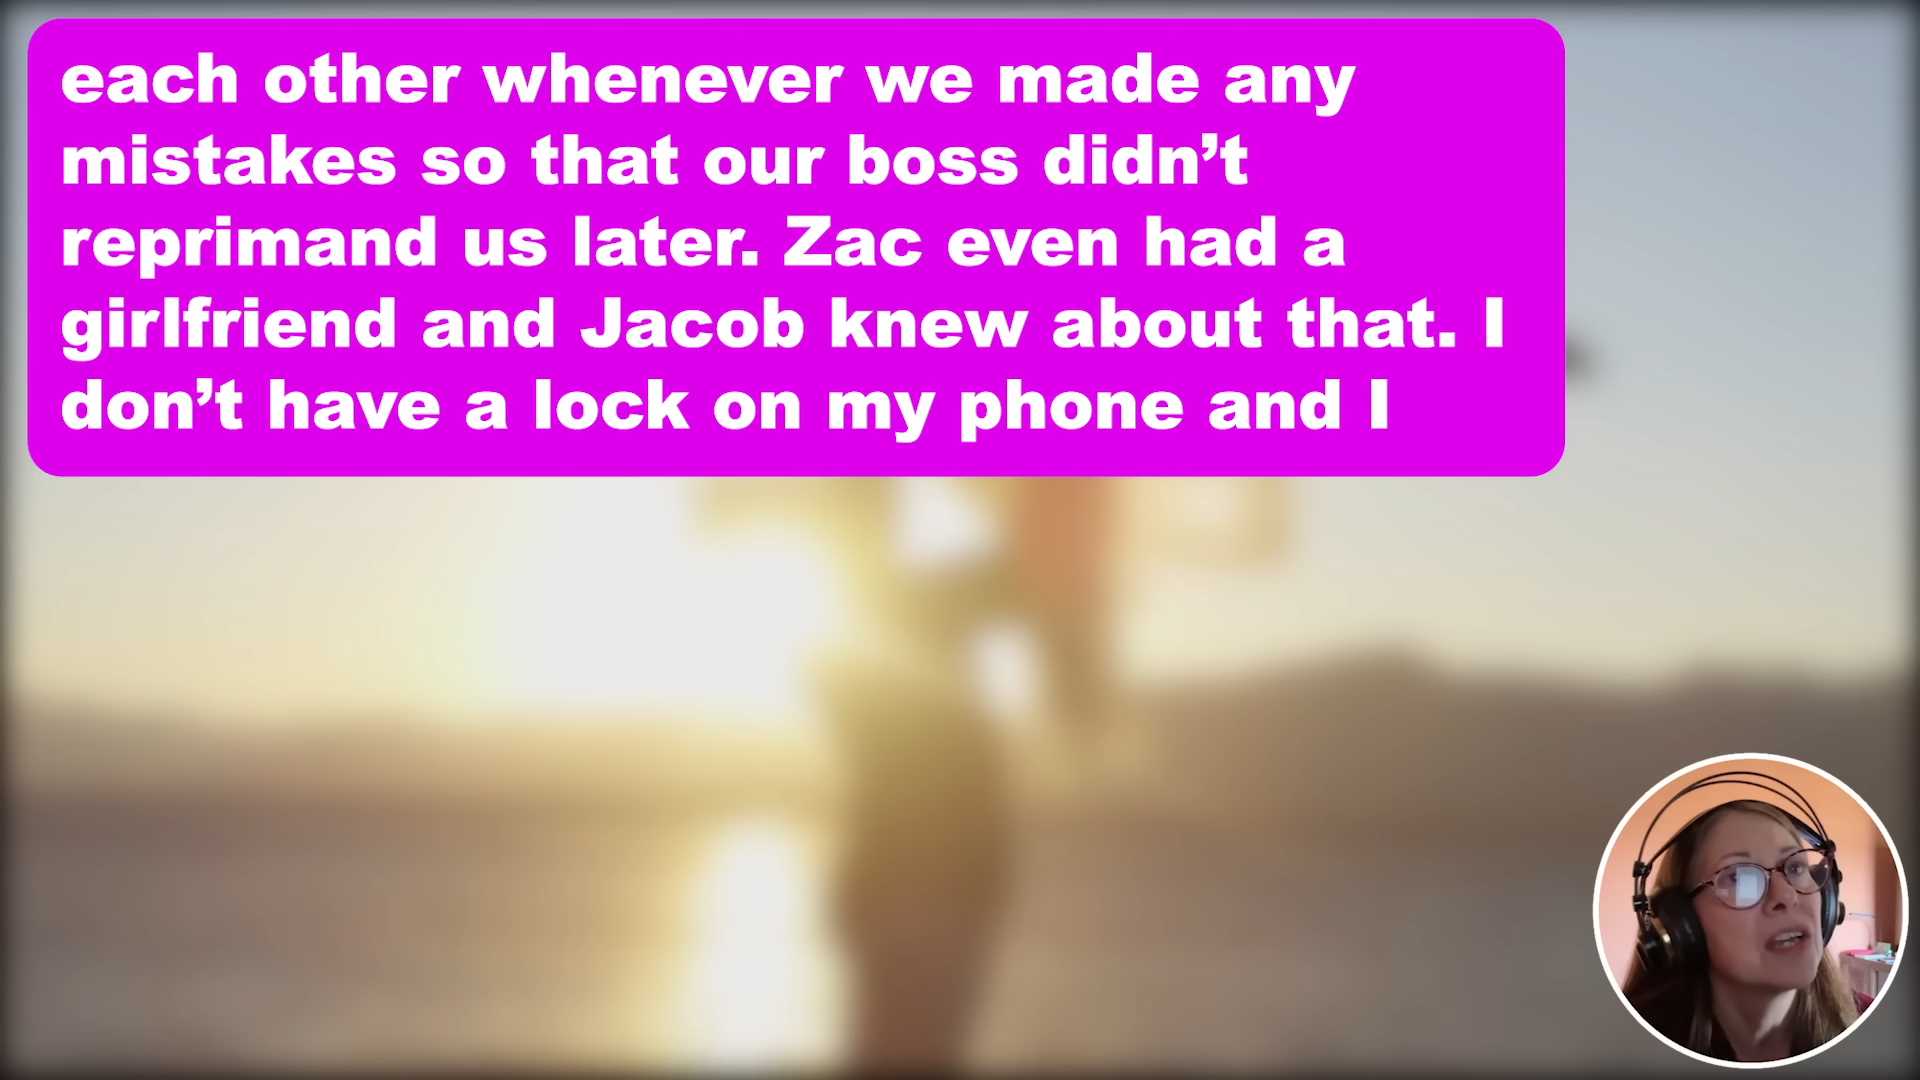 each other whenever we made any
mistakes so that our boss didn’t
reprimand us later. Zac even had a
girlfriend and Jacob knew about that. I
don’t have a lock on my phone and I